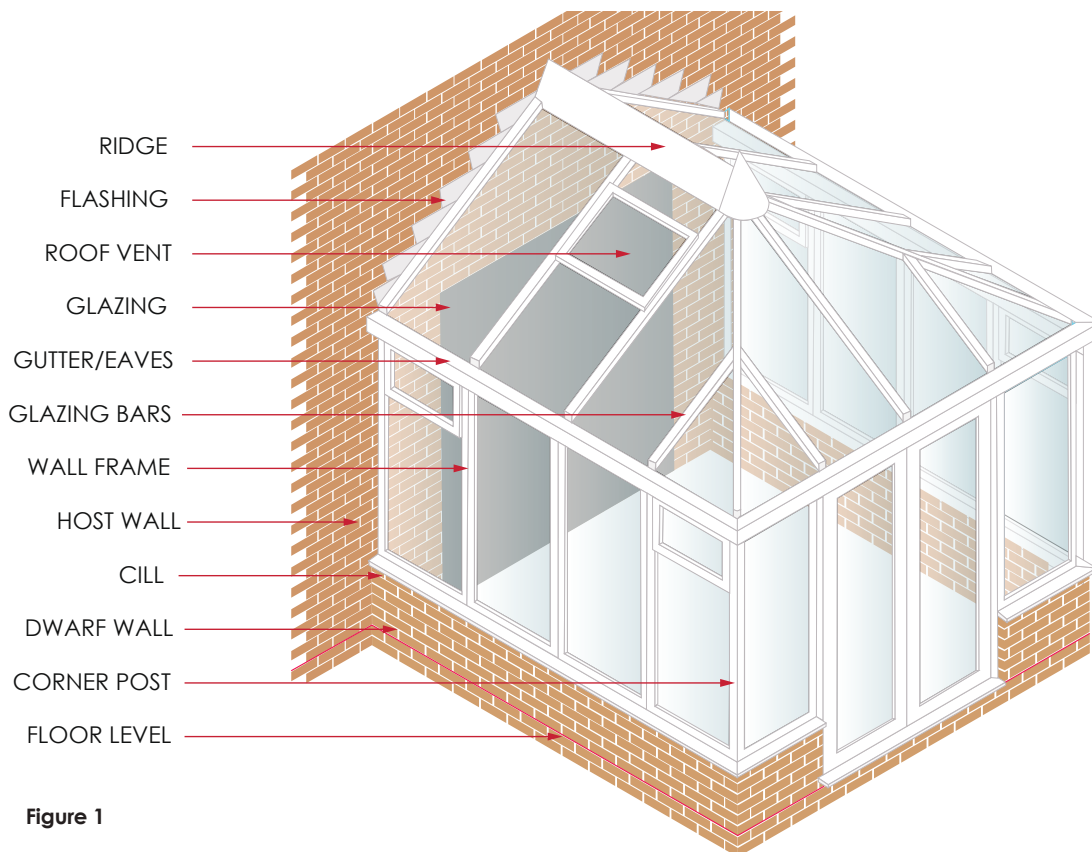 RIDGE
FLASHING
ROOF VENT
GLAZING
GUTTER/EAVES
GLAZING BARS
WALL FRAME
HOST WALL
CILL
DWARF WALL
CORNER POST
FLOOR LEVEL
Figure 1